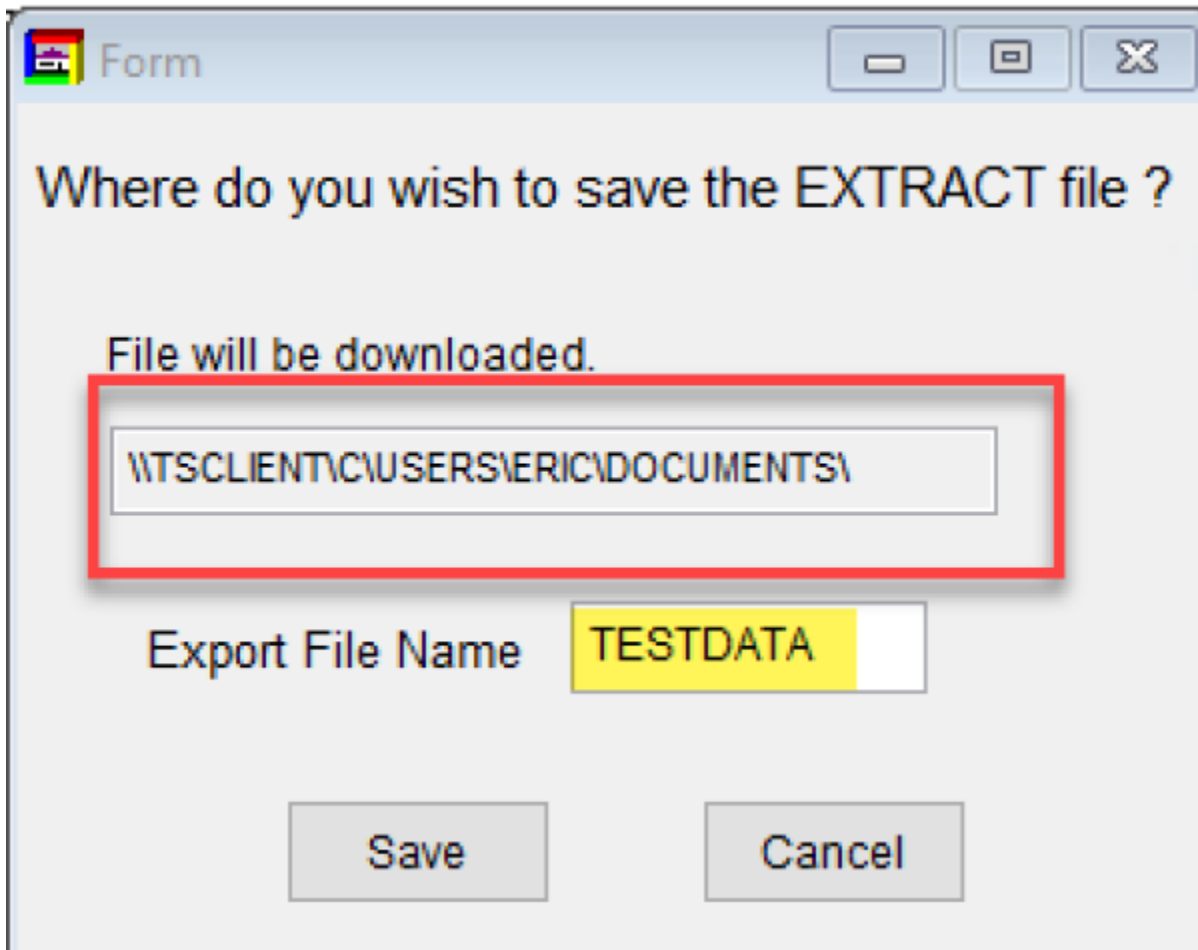 Form
Where do you wish to save the EXTRACT file ?
File will be downloaded.
\\TSCLIENT\C\USERS\ERIC\DOCUMENTS\
Export File Name TESTDATA
Save Cancel